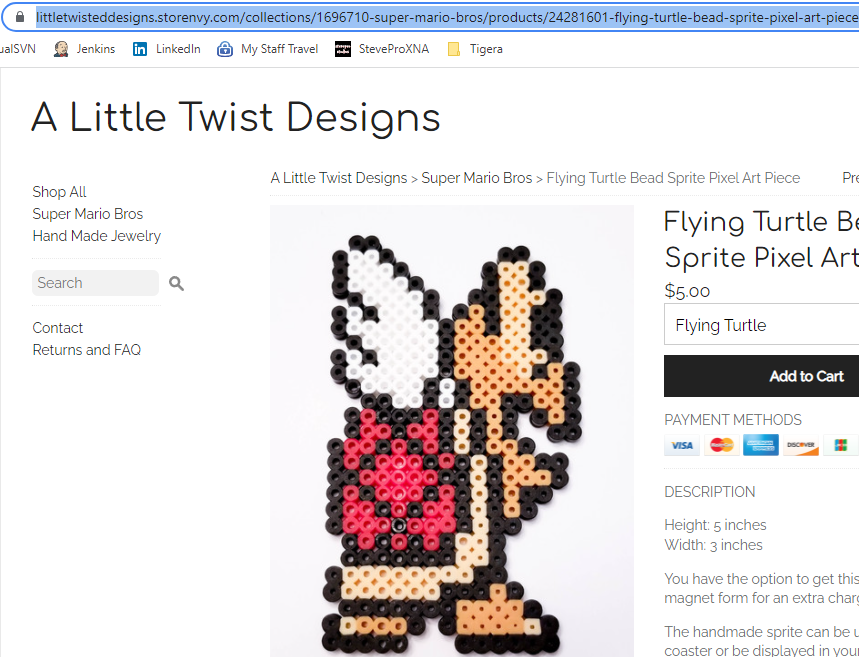 littletwisteddesigns.storenvy.com/collections/1696710-super-mario-bros/products/24281601-flying-turtle-bead-sprite-pixel-art-piece
ualSVN Jenkins LinkedIn My Staff Travel SteveProXNA Tigera
A Little Twist Designs
A Little Twist Designs > Super Mario Bros > Flying Turtle Bead Sprite Pixel Art Piece Pre
Shop All
Super Mario Bros
Hand Made Jewelry
Search
Contact
Returns and FAQ
Flying Turtle Be
Sprite Pixel Art
$5.00
Flying Turtle
Add to Cart
PAYMENT METHODS
VISA MasterCard DISCOVER
DESCRIPTION
Height: 5 inches
Width: 3 inches
You have the option to get this
magnet form for an extra charg
The handmade sprite can be u
coaster or be displayed in your